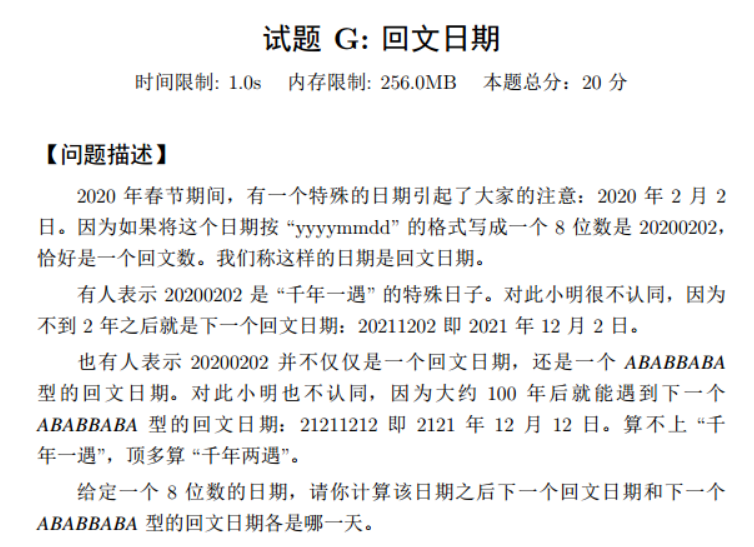 试题 G: 回文日期
时间限制: 1.0s 内存限制: 256.0MB 本题总分：20 分
【问题描述】
2020 年春节期间，有一个特殊的日期引起了大家的注意：2020 年 2 月 2
日。因为如果将这个日期按 “yyyymmdd” 的格式写成一个 8 位数是 20200202，
恰好是一个回文数。我们称这样的日期是回文日期。
有人表示 20200202 是 “千年一遇” 的特殊日子。对此小明很不认同，因为
不到 2 年之后就是下一个回文日期：20211202 即 2021 年 12 月 2 日。
也有人表示 20200202 并不仅仅是一个回文日期，还是一个 ABABBABA
型的回文日期。对此小明也不认同，因为大约 100 年后就能遇到下一个
ABABBABA 型的回文日期：21211212 即 2121 年 12 月 12 日。算不上 “千
年一遇”，顶多算 “千年两遇”。
给定一个 8 位数的日期，请你计算该日期之后下一个回文日期和下一个
ABABBABA 型的回文日期各是哪一天。